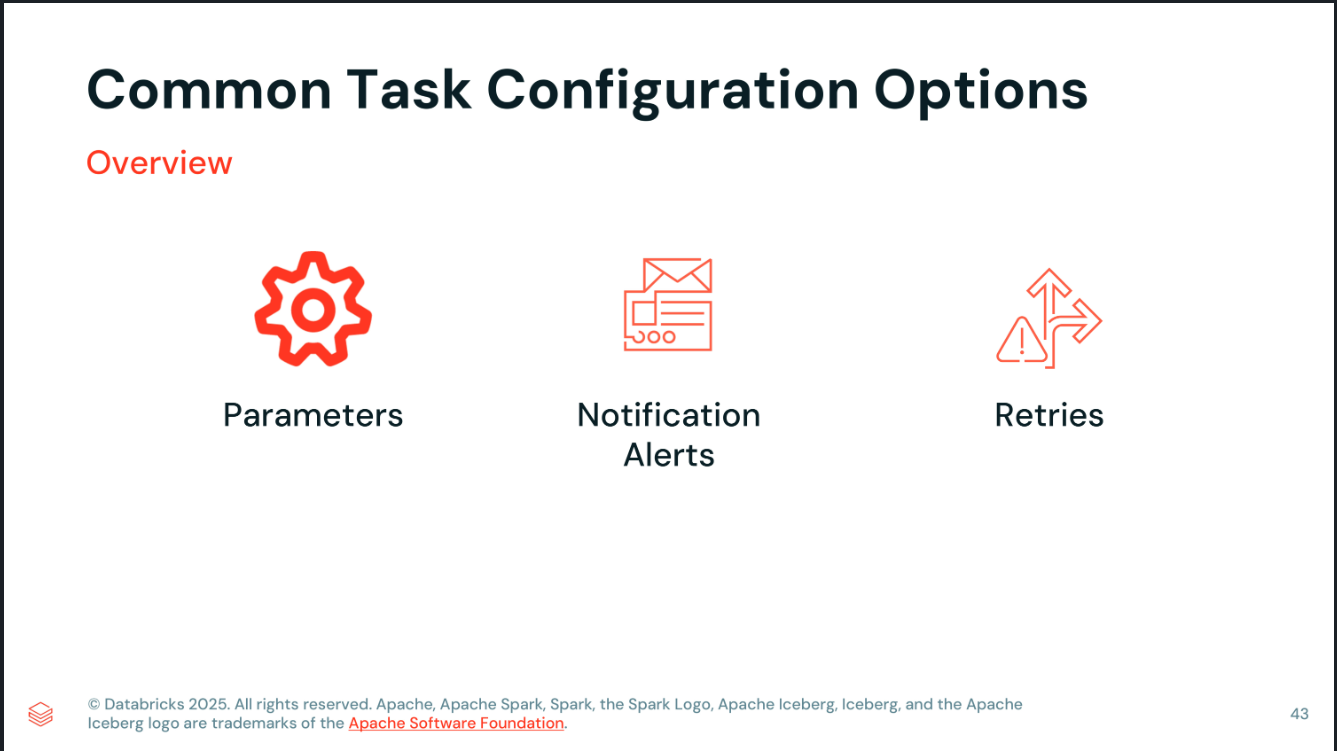 Common Task Configuration Options
Overview
Parameters
Notification
Alerts
Retries
© Databricks 2025. All rights reserved. Apache, Apache Spark, Spark, the Spark Logo, Apache Iceberg, Iceberg, and the Apache
Iceberg logo are trademarks of the Apache Software Foundation.
43